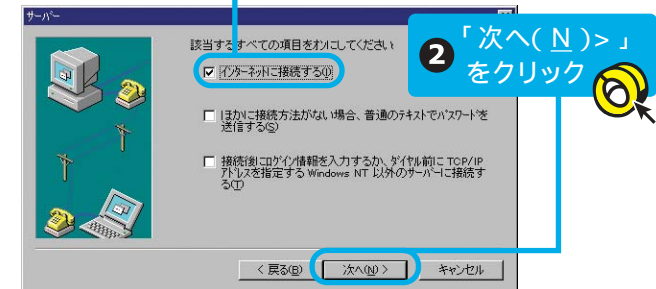 サーバー
該当するすべての項目をオンにしてください
インターネットに接続する(I)
ほかに接続方法がない場合、普通のテキストでパスワードを
送信する(S)
接続後にログイン情報を入力するか、ダイヤル前に TCP/IP
アドレスを指定する Windows NT 以外のサーバーに接続す
る(T)
< 戻る(B)
次へ(N) >
キャンセル
❷「次へ( N )> 」
をクリック